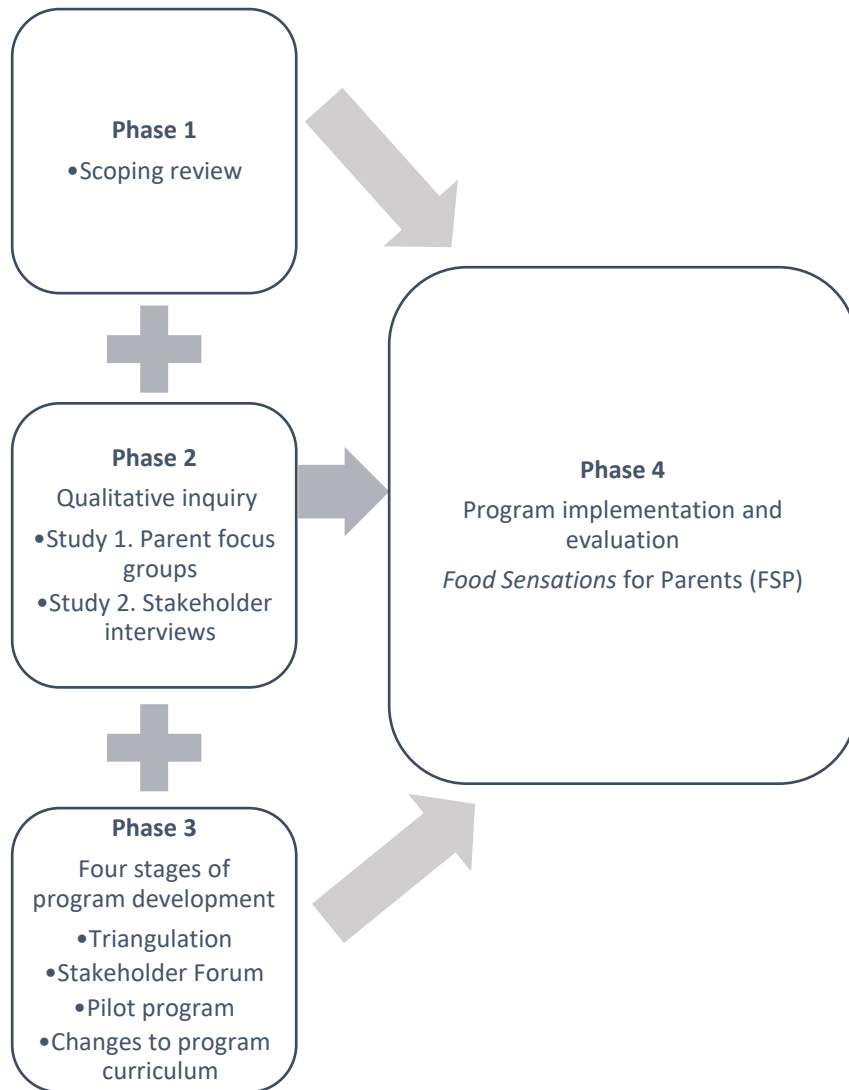 Phase 1
•Scoping review
Phase 2
Qualitative inquiry
•Study 1. Parent focus
groups
•Study 2. Stakeholder
interviews
Phase 3
Four stages of
program development
•Triangulation
•Stakeholder Forum
•Pilot program
•Changes to program
curriculum
Phase 4
Program implementation and
evaluation
Food Sensations for Parents (FSP)